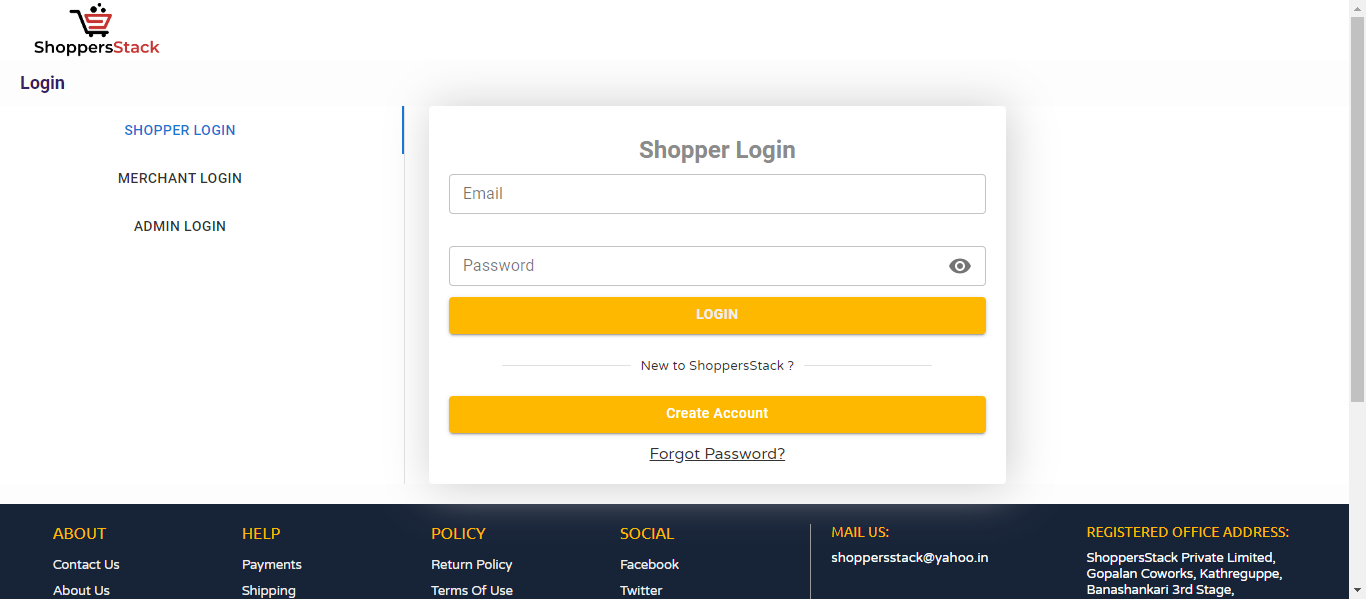 ShoppersStack
Login
SHOPPER LOGIN
MERCHANT LOGIN
ADMIN LOGIN
Shopper Login
Email
Password
LOGIN
New to ShoppersStack ?
Create Account
Forgot Password?
ABOUT
Contact Us
About Us
HELP
Payments
Shipping
POLICY
Return Policy
Terms Of Use
SOCIAL
Facebook
Twitter
MAIL US:
shoppersstack@yahoo.in
REGISTERED OFFICE ADDRESS:
ShoppersStack Private Limited,
Gopalan Coworks, Kathreguppe,
Banashankari 3rd Stage,